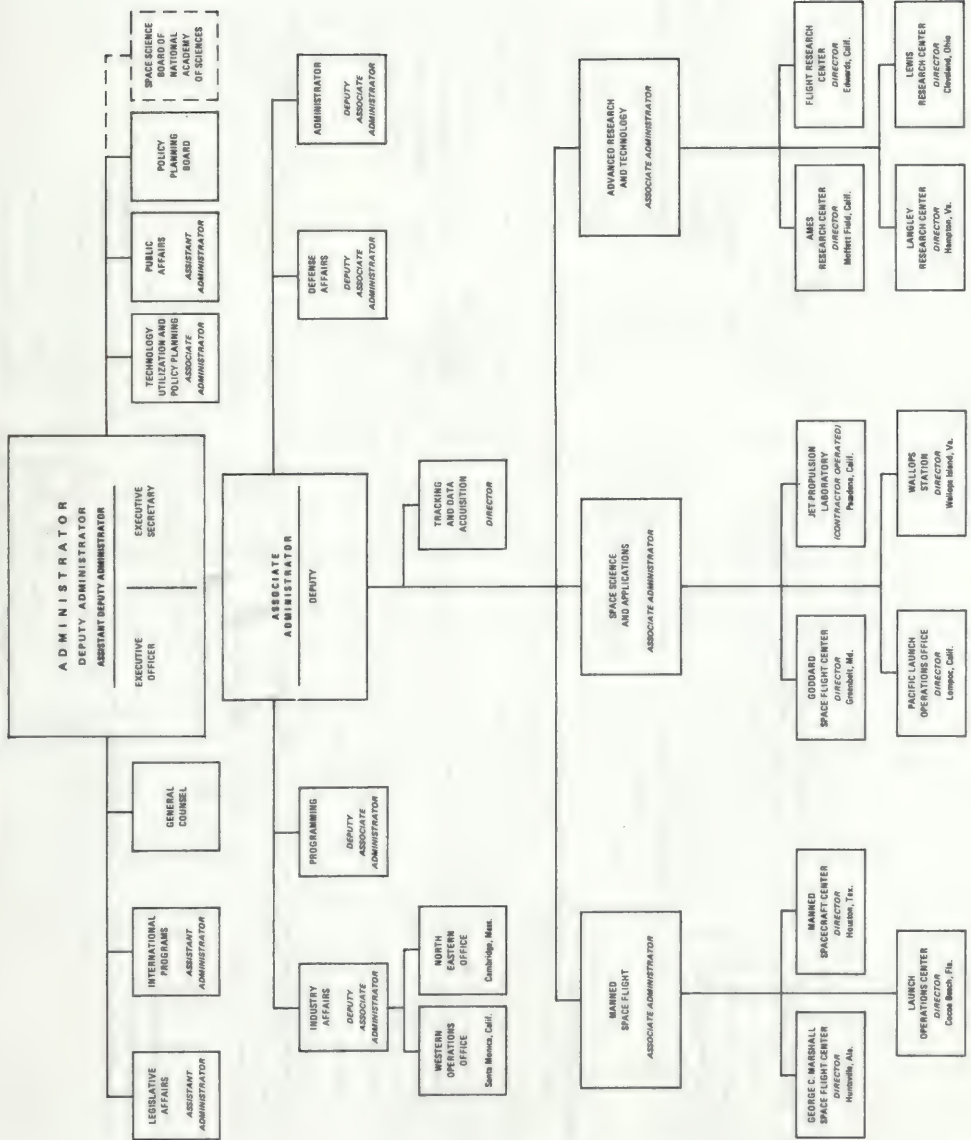 ADMINISTRATOR
DEPUTY ADMINISTRATOR
ASSISTANT DEPUTY ADMINISTRATOR
EXECUTIVE
OFFICER
EXECUTIVE
SECRETARY
LEGISLATIVE
AFFAIRS
ASSISTANT
ADMINISTRATOR
INTERNATIONAL
PROGRAMS
ASSISTANT
ADMINISTRATOR
GENERAL
COUNSEL
TECHNOLOGY
UTILIZATION AND
POLICY PLANNING
ASSOCIATE
ADMINISTRATOR
PUBLIC
AFFAIRS
ASSISTANT
ADMINISTRATOR
POLICY
PLANNING
BOARD
SPACE SCIENCE
BOARD OF
NATIONAL
ACADEMY
OF SCIENCES
ASSOCIATE
ADMINISTRATOR
DEPUTY
INDUSTRY
AFFAIRS
DEPUTY
ASSOCIATE
ADMINISTRATOR
PROGRAMMING
DEPUTY
ASSOCIATE
ADMINISTRATOR
DEFENSE
AFFAIRS
DEPUTY
ASSOCIATE
ADMINISTRATOR
ADMINISTRATOR
DEPUTY
ASSOCIATE
ADMINISTRATOR
WESTERN
OPERATIONS
OFFICE
Santa Monica, Calif.
NORTH
EASTERN
OFFICE
Cambridge, Mass.
TRACKING
AND DATA
ACQUISITION
DIRECTOR
MANNED
SPACE FLIGHT
ASSOCIATE ADMINISTRATOR
SPACE SCIENCE
AND APPLICATIONS
ASSOCIATE ADMINISTRATOR
ADVANCED RESEARCH
AND TECHNOLOGY
ASSOCIATE ADMINISTRATOR
GEORGE C. MARSHALL
SPACE FLIGHT CENTER
DIRECTOR
Huntsville, Ala.
MANNED
SPACECRAFT CENTER
DIRECTOR
Houston, Tex.
LAUNCH
OPERATIONS CENTER
DIRECTOR
Cocoa Beach, Fla.
GODDARD
SPACE FLIGHT CENTER
DIRECTOR
Greenbelt, Md.
JET PROPULSION
LABORATORY
(CONTRACTOR OPERATED)
Pasadena, Calif.
PACIFIC LAUNCH
OPERATIONS OFFICE
DIRECTOR
Lompoc, Calif.
WALLOPS
STATION
DIRECTOR
Wallops Island, Va.
AMES
RESEARCH CENTER
DIRECTOR
Moffett Field, Calif.
FLIGHT RESEARCH
CENTER
DIRECTOR
Edwards, Calif.
LANGLEY
RESEARCH CENTER
DIRECTOR
Hampton, Va.
LEWIS
RESEARCH CENTER
DIRECTOR
Cleveland, Ohio